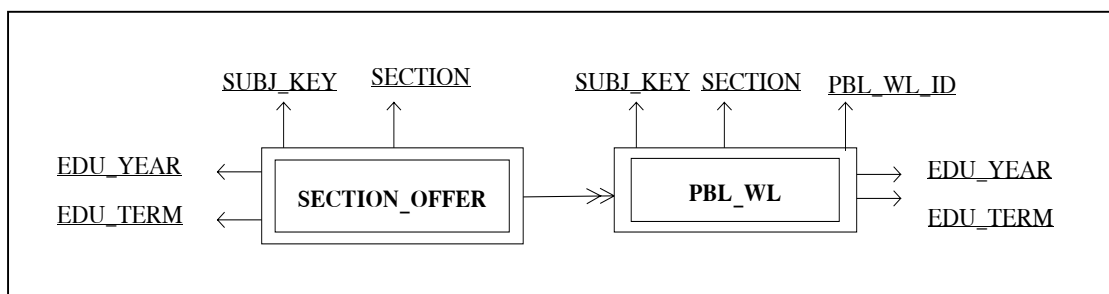 SUBJ_KEY SECTION SUBJ_KEY SECTION PBL_WL_ID
EDU_YEAR EDU_YEAR
SECTION_OFFER PBL_WL
EDU_TERM EDU_TERM